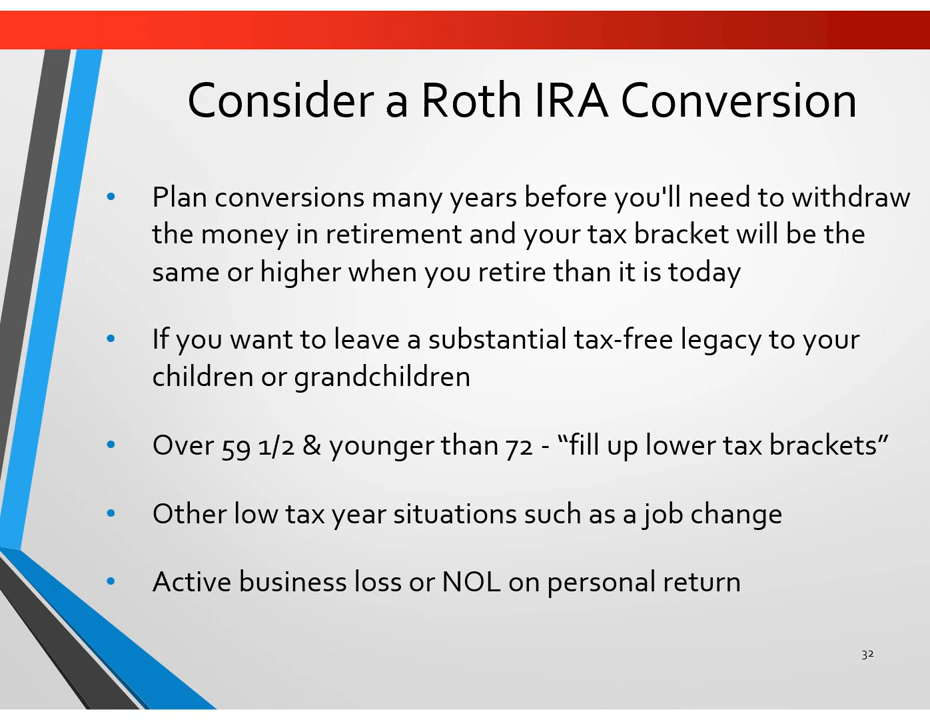 Consider a Roth IRA Conversion
• Plan conversions many years before you'll need to withdraw
the money in retirement and your tax bracket will be the
same or higher when you retire than it is today
• If you want to leave a substantial tax-free legacy to your
children or grandchildren
• Over 59 1/2 & younger than 72 - “fill up lower tax brackets”
• Other low tax year situations such as a job change
• Active business loss or NOL on personal return
32